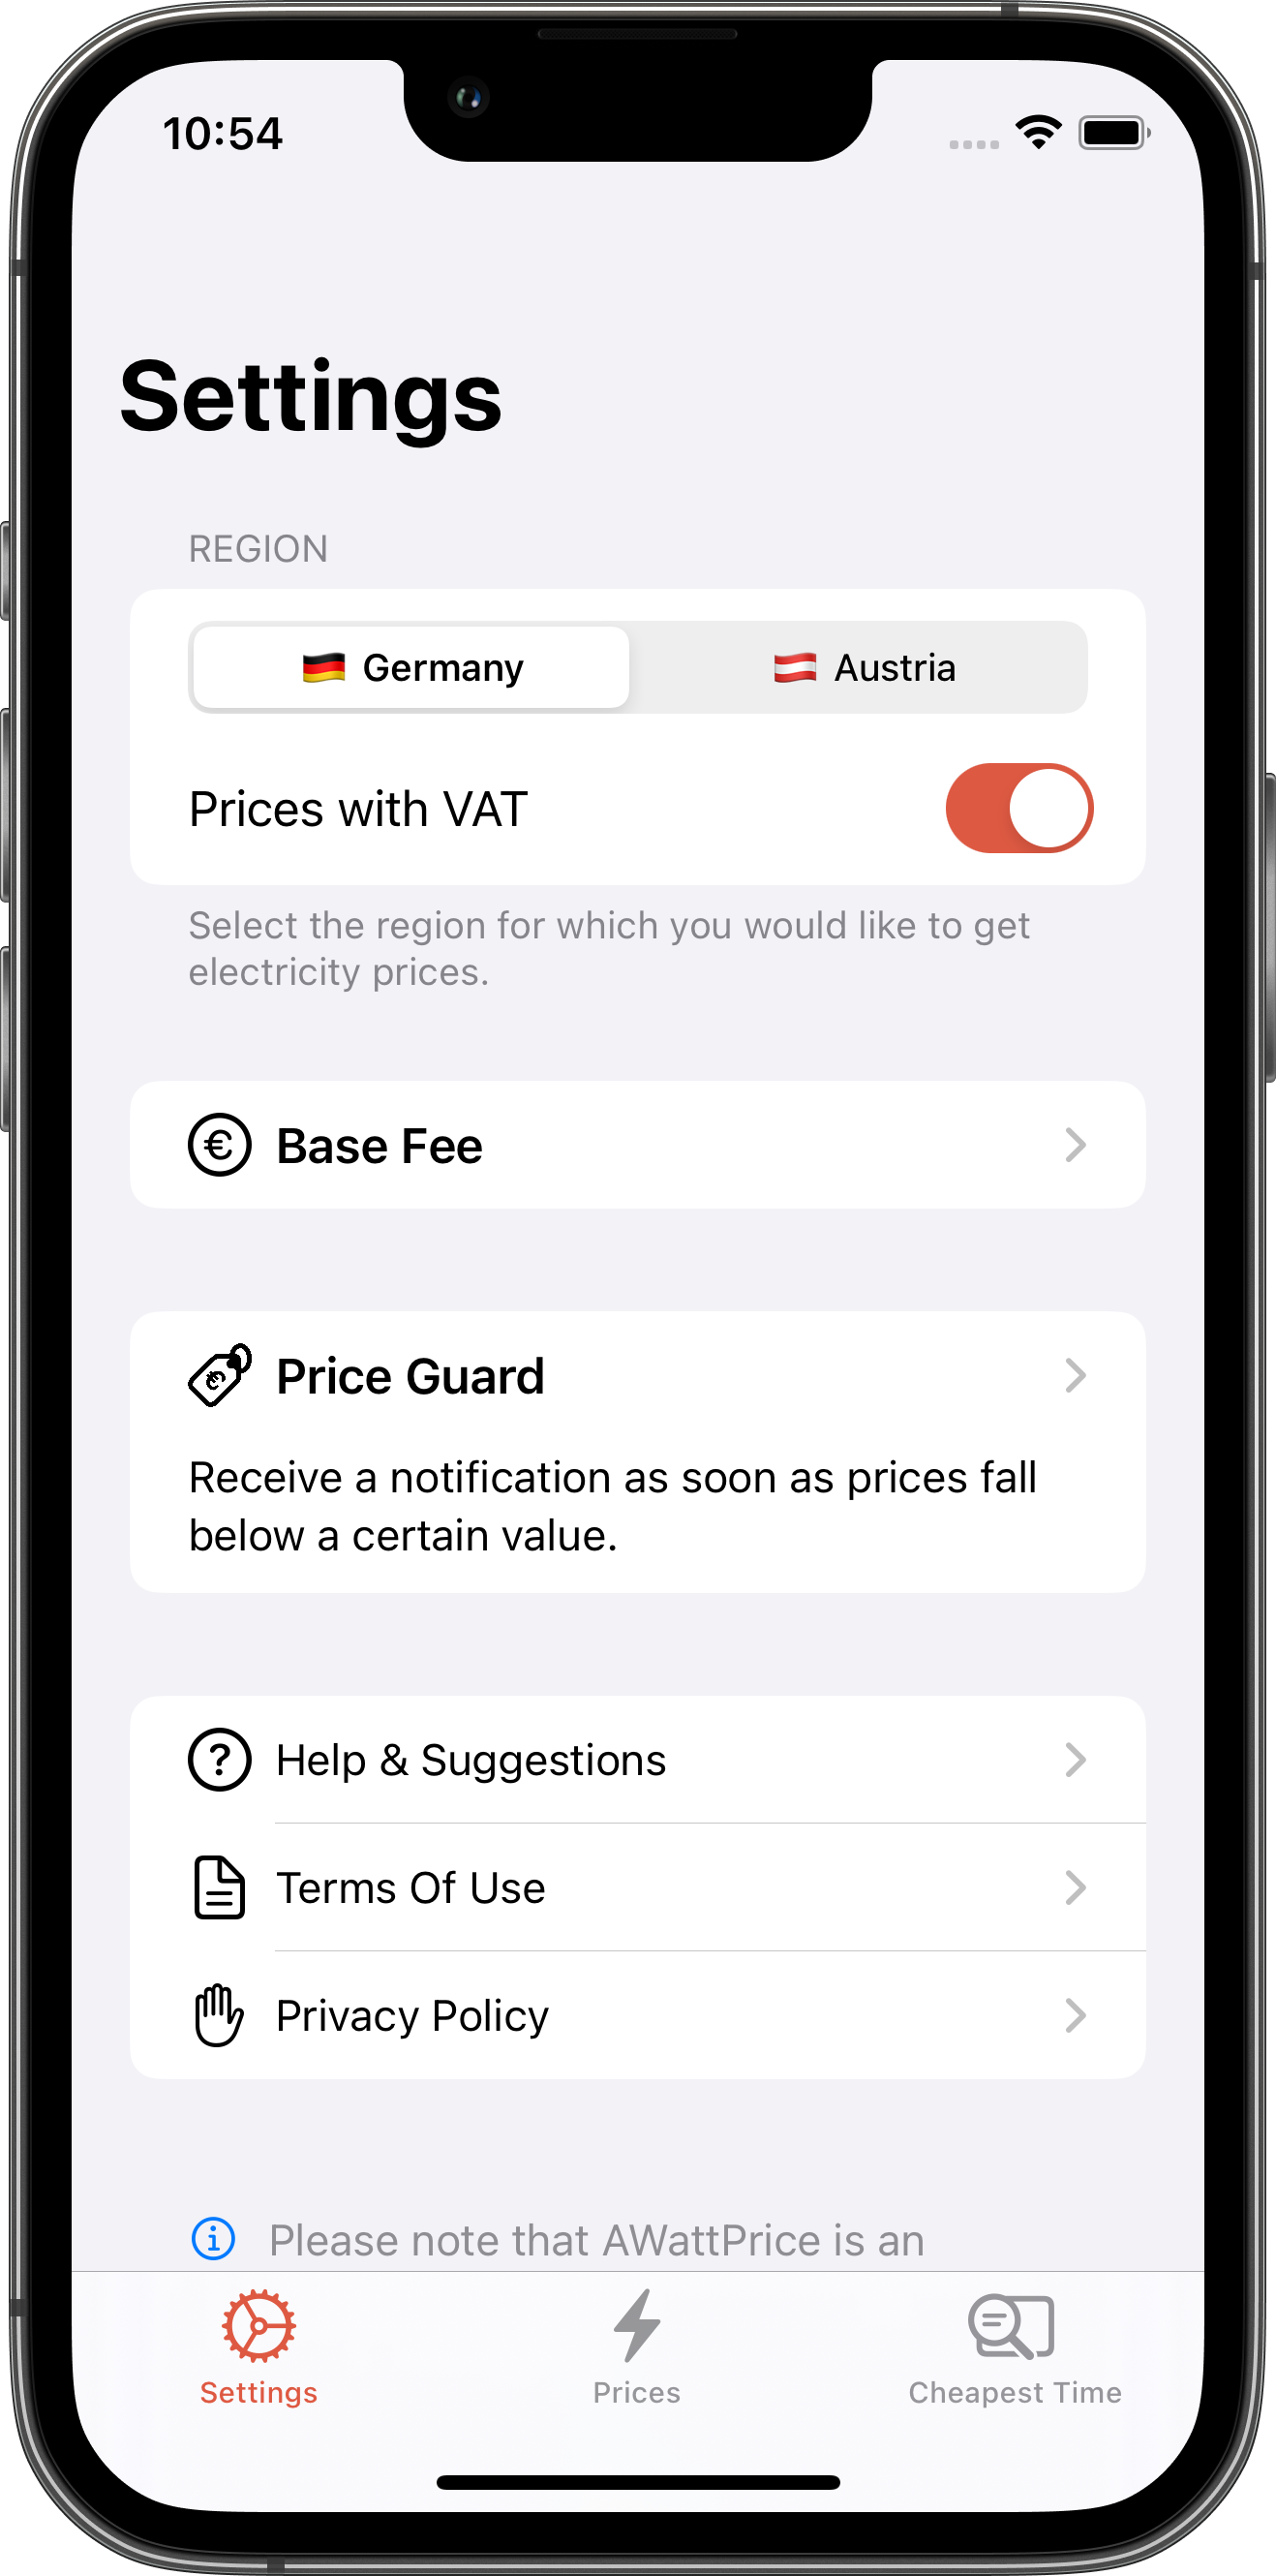 10:54
Settings
REGION
Germany
Austria
Prices with VAT
Select the region for which you would like to get
electricity prices.
€ Base Fee
€ Price Guard
Receive a notification as soon as prices fall
below a certain value.
? Help & Suggestions
Terms Of Use
Privacy Policy
i Please note that AWattPrice is an
Settings
Prices
Cheapest Time